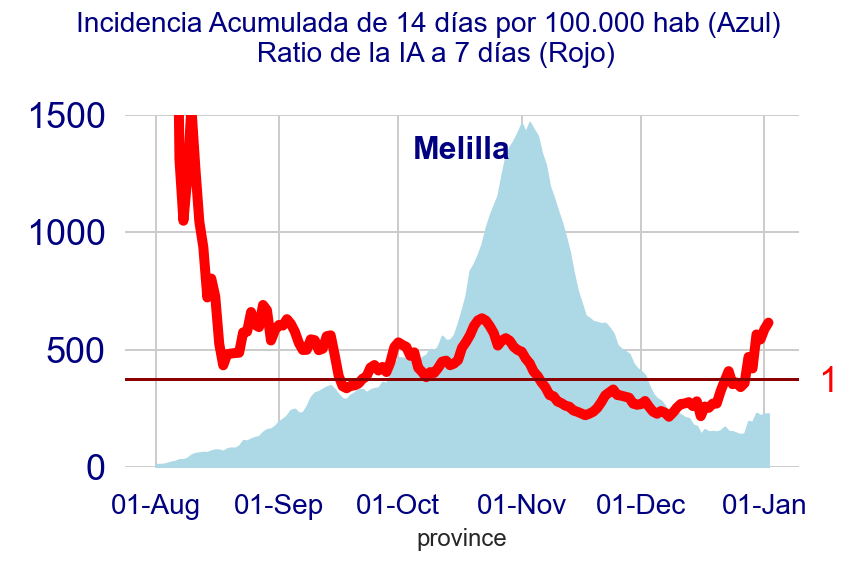 Incidencia Acumulada de 14 días por 100.000 hab (Azul)
Ratio de la IA a 7 días (Rojo)
1500
Melilla
1000
500
1
0
01-Aug 01-Sep 01-Oct 01-Nov 01-Dec 01-Jan
province